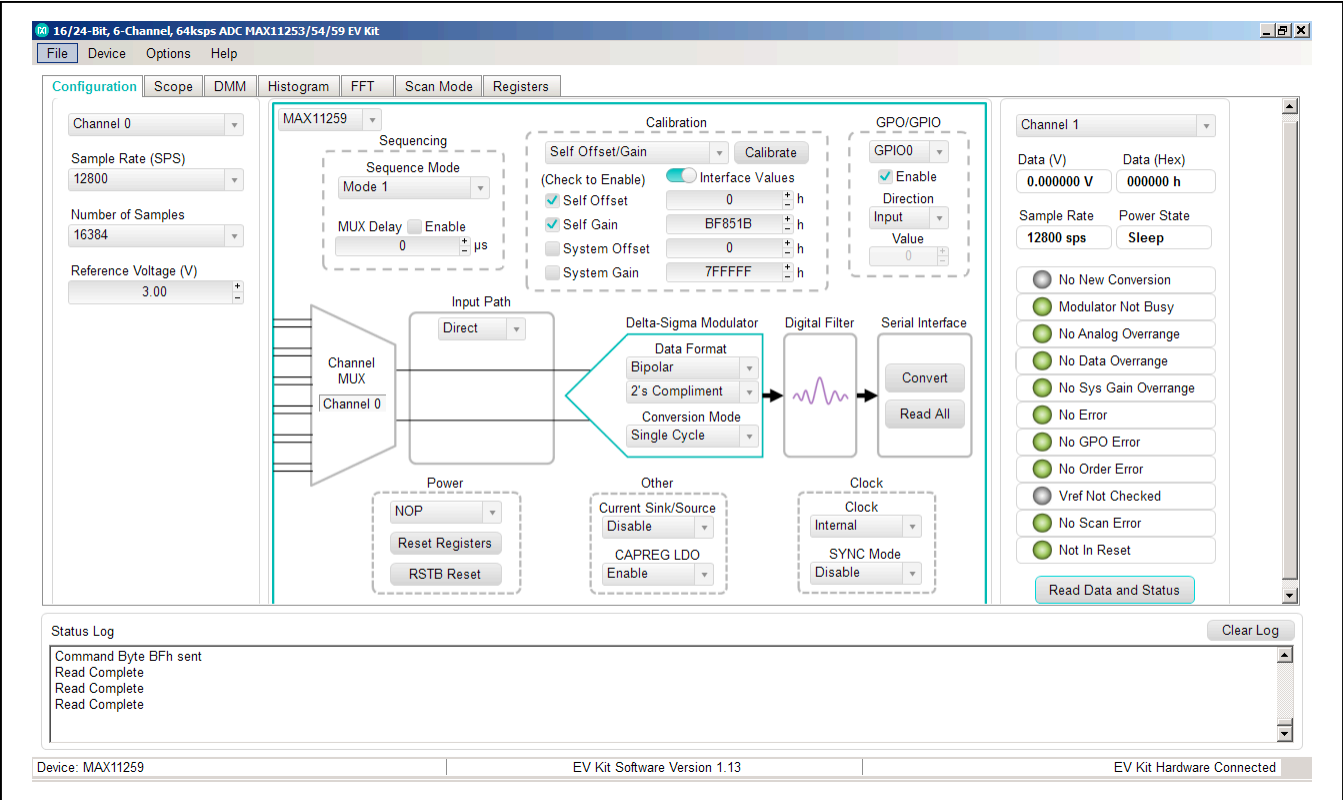 16/24-Bit, 6-Channel, 64ksps ADC MAX11253/54/59 EV Kit
File Device Options Help
Configuration Scope DMM Histogram FFT Scan Mode Registers
Channel 0
Sample Rate (SPS)
12800
Number of Samples
16384
Reference Voltage (V)
3.00
MAX11259
Sequencing
Sequence Mode
Mode 1
MUX Delay Enable
0 µs
Calibration
Self Offset/Gain Calibrate
(Check to Enable) Interface Values
Self Offset 0 h
Self Gain BF851B h
System Offset 0 h
System Gain 7FFFFF h
GPO/GPIO
GPIO0
Enable
Direction
Input
Value
0
Channel
MUX
Channel 0
Input Path
Direct
Delta-Sigma Modulator
Data Format
Bipolar
2's Compliment
Conversion Mode
Single Cycle
Digital Filter
Serial Interface
Convert
Read All
Power
NOP
Reset Registers
RSTB Reset
Other
Current Sink/Source
Disable
CAPREG LDO
Enable
Clock
Clock
Internal
SYNC Mode
Disable
Channel 1
Data (V) Data (Hex)
0.000000 V 000000 h
Sample Rate Power State
12800 sps Sleep
No New Conversion
Modulator Not Busy
No Analog Overrange
No Data Overrange
No Sys Gain Overrange
No Error
No GPO Error
No Order Error
Vref Not Checked
No Scan Error
Not In Reset
Read Data and Status
Status Log Clear Log
Command Byte BFh sent
Read Complete
Read Complete
Read Complete
Device: MAX11259 EV Kit Software Version 1.13 EV Kit Hardware Connected